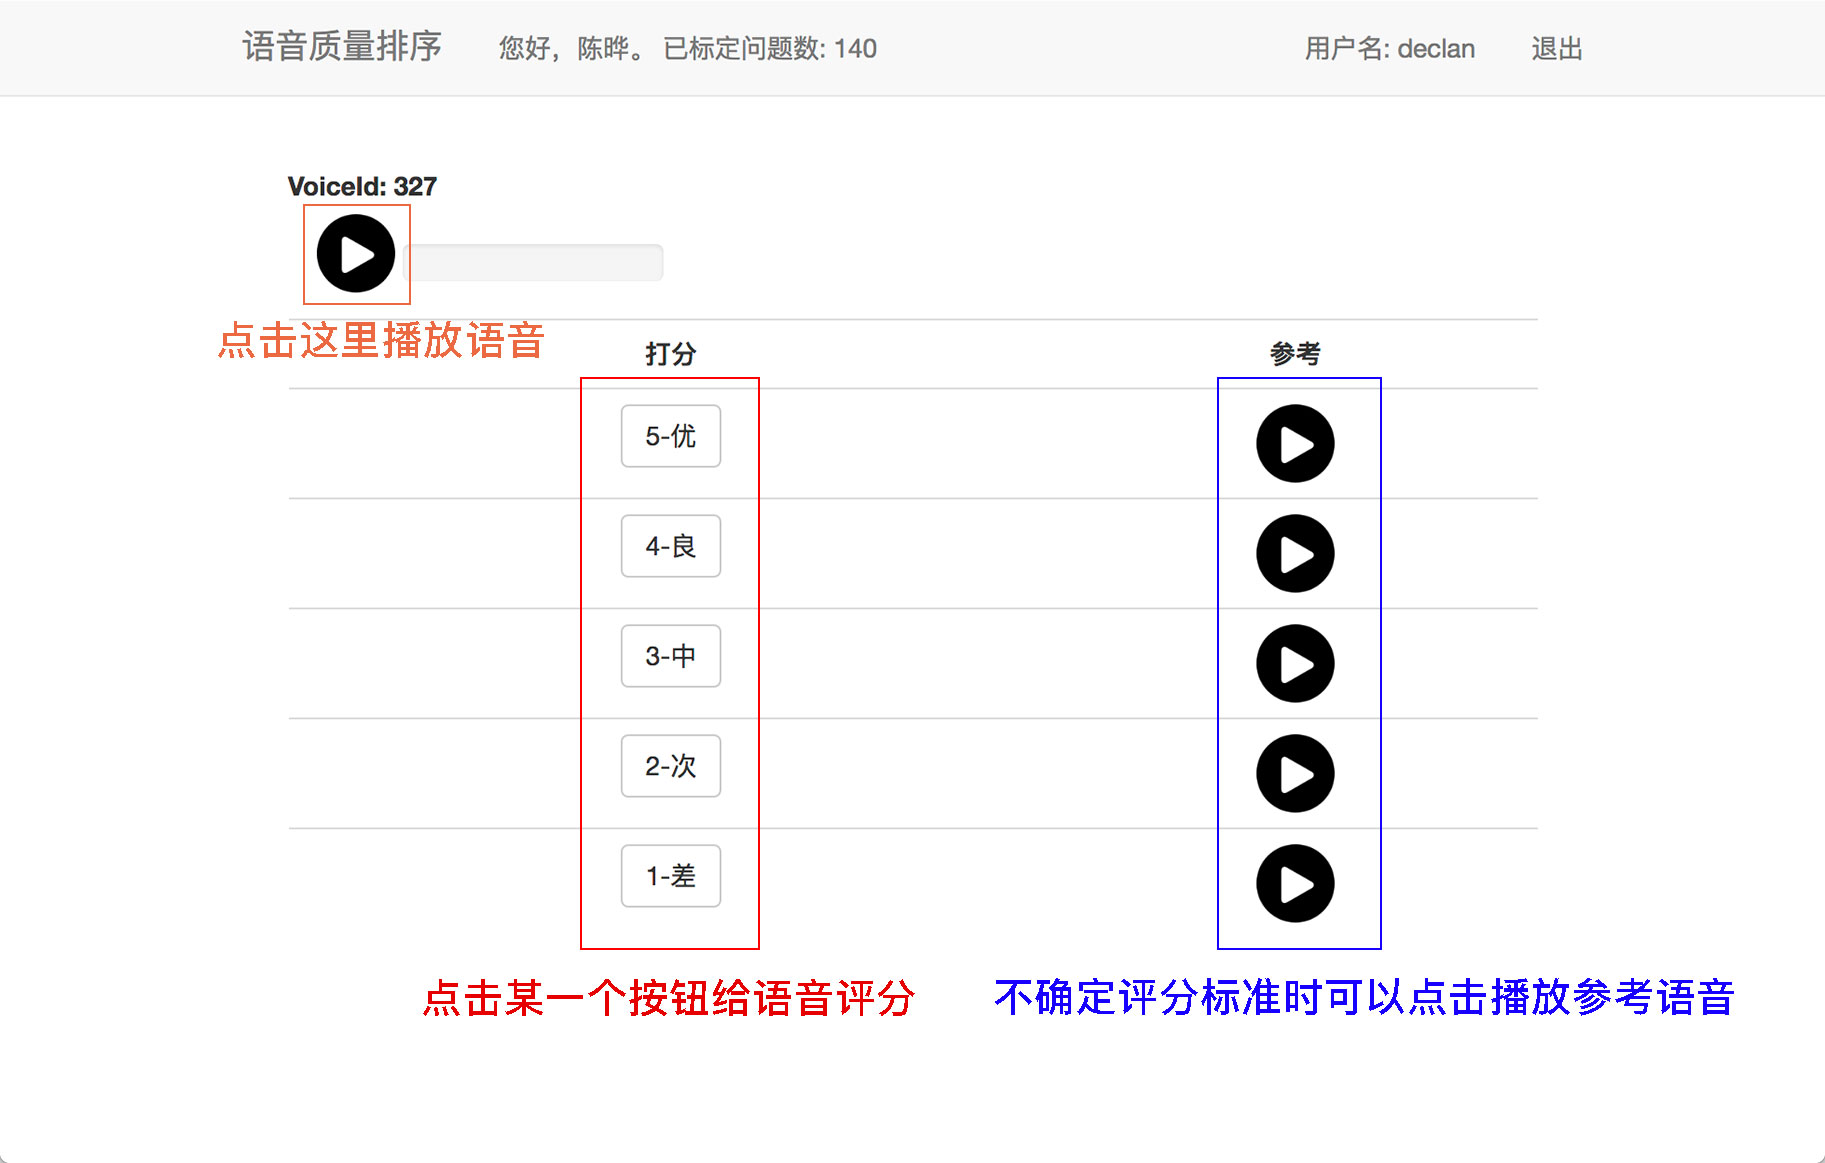 语音质量排序 您好，陈晔。 已标定问题数: 140 用户名: declan 退出
VoiceId: 327
点击这里播放语音
打分 参考
5-优
4-良
3-中
2-次
1-差
点击某一个按钮给语音评分 不确定评分标准时可以点击播放参考语音